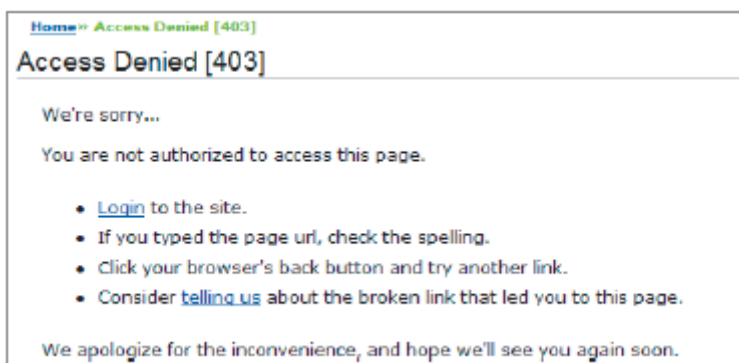 Home» Access Denied [403]
Access Denied [403]
We're sorry...
You are not authorized to access this page.
• Login to the site.
• If you typed the page url, check the spelling.
• Click your browser's back button and try another link.
• Consider telling us about the broken link that led you to this page.
We apologize for the inconvenience, and hope we'll see you again soon.